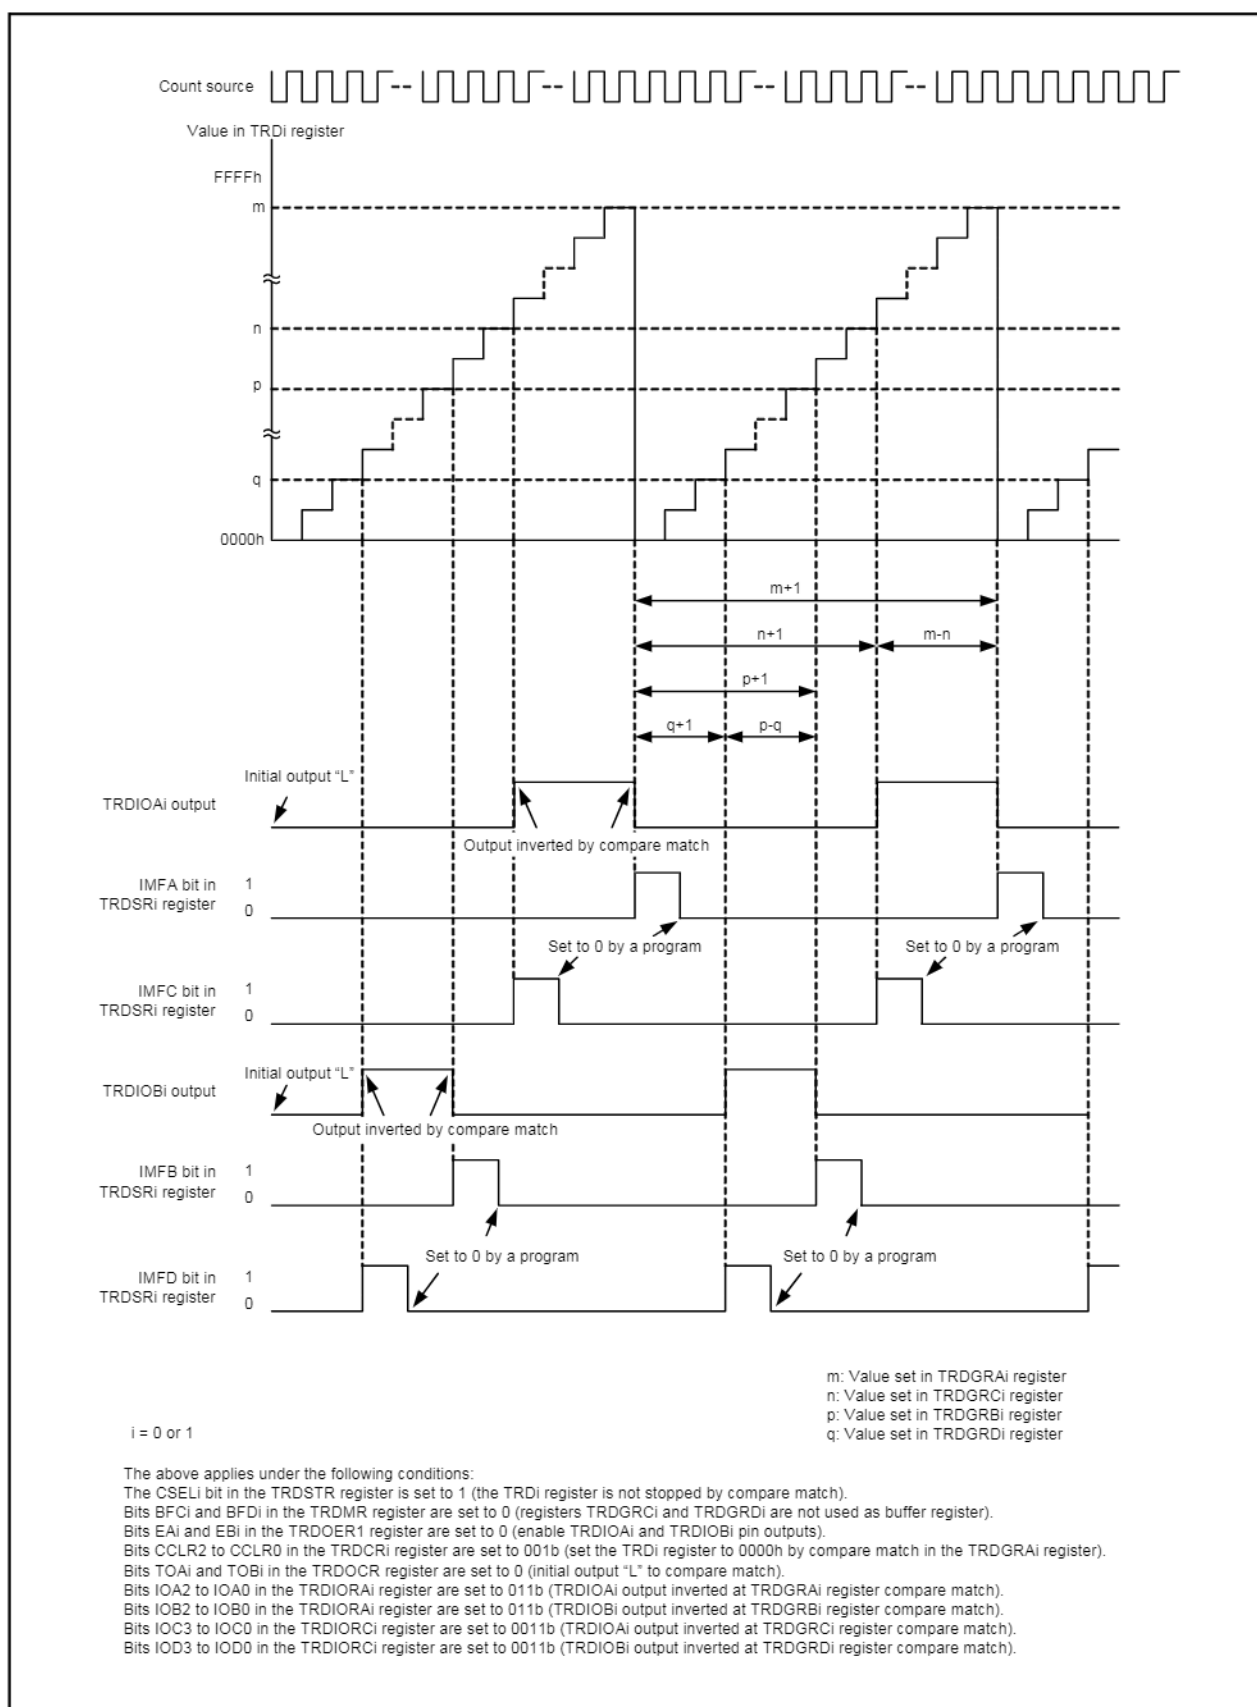 Count source
Value in TRDi register
FFFFh
m
n
p
q
0000h
m+1
n+1
m-n
p+1
q+1
p-q
Initial output “L”
TRDIOAi output
Output inverted by compare match
IMFA bit in
TRDSRi register
1
0
Set to 0 by a program
Set to 0 by a program
IMFC bit in
TRDSRi register
1
0
Initial output “L”
TRDIOBi output
Output inverted by compare match
IMFB bit in
TRDSRi register
1
0
Set to 0 by a program
Set to 0 by a program
IMFD bit in
TRDSRi register
1
0
m: Value set in TRDGRAi register
n: Value set in TRDGRCi register
p: Value set in TRDGRBi register
q: Value set in TRDGRDi register
i = 0 or 1
The above applies under the following conditions:
The CSELi bit in the TRDSTR register is set to 1 (the TRDi register is not stopped by compare match).
Bits BFCi and BFDi in the TRDMR register are set to 0 (registers TRDGRCi and TRDGRDi are not used as buffer register).
Bits EAi and EBi in the TRDOER1 register are set to 0 (enable TRDIOAi and TRDIOBi pin outputs).
Bits CCLR2 to CCLR0 in the TRDCRi register are set to 001b (set the TRDi register to 0000h by compare match in the TRDGRAi register).
Bits TOAi and TOBi in the TRDOCR register are set to 0 (initial output “L” to compare match).
Bits IOA2 to IOA0 in the TRDIORAi register are set to 011b (TRDIOAi output inverted at TRDGRAi register compare match).
Bits IOB2 to IOB0 in the TRDIORAi register are set to 011b (TRDIOBi output inverted at TRDGRBi register compare match).
Bits IOC3 to IOC0 in the TRDIORCi register are set to 0011b (TRDIOAi output inverted at TRDGRCi register compare match).
Bits IOD3 to IOD0 in the TRDIORCi register are set to 0011b (TRDIOBi output inverted at TRDGRDi register compare match).